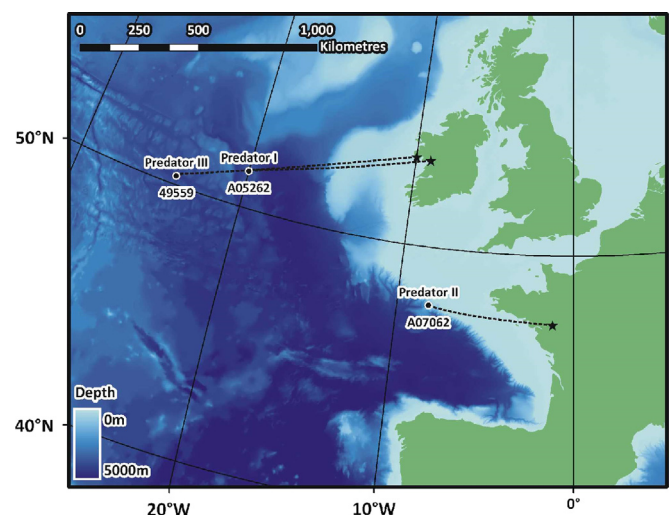 0 250 500 1,000
Kilometres
50°N
Predator III Predator I
49559 A05262
Predator II
A07062
Depth
0m
5000m
40°N
20°W 10°W 0°